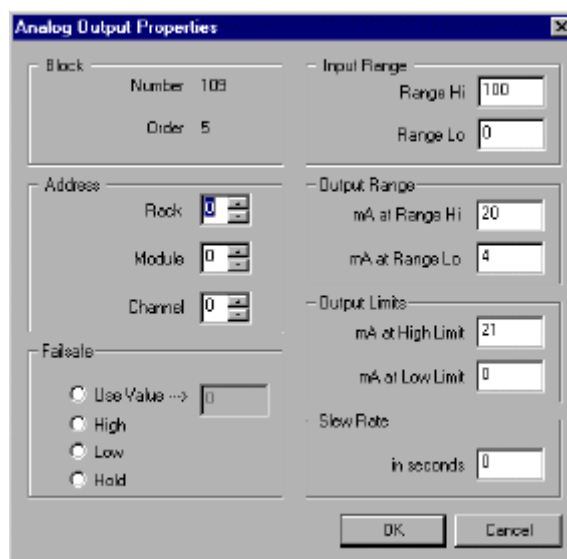 Analog Output Properties
Block
Number 109
Order 5
Address
Rack 0
Module 0
Channel 0
Failsafe
Use Value ---> 0
High
Low
Hold
Input Range
Range Hi 100
Range Lo 0
Output Range
mA at Range Hi 20
mA at Range Lo 4
Output Limits
mA at High Limit 21
mA at Low Limit 0
Slew Rate
in seconds 0
OK Cancel